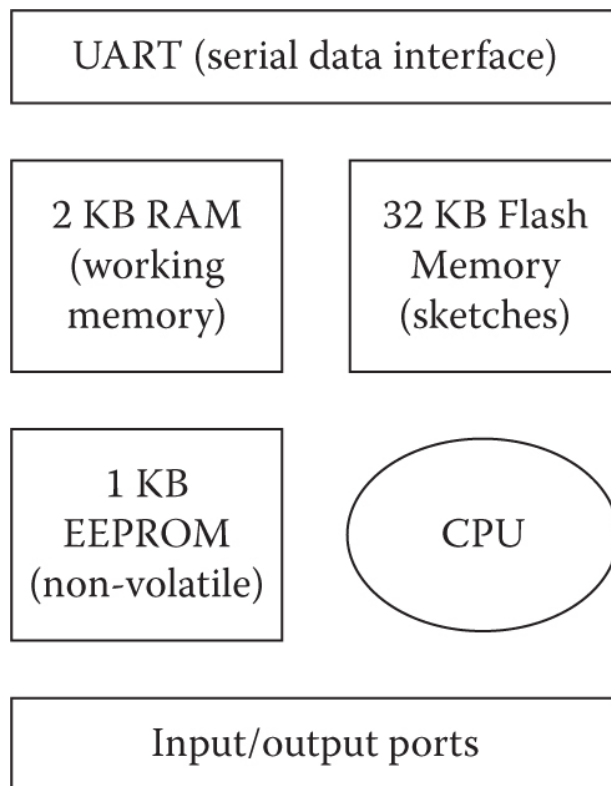 UART (serial data interface)
2 KB RAM
(working
memory)
32 KB Flash
Memory
(sketches)
1 KB
EEPROM
(non-volatile)
CPU
Input/output ports